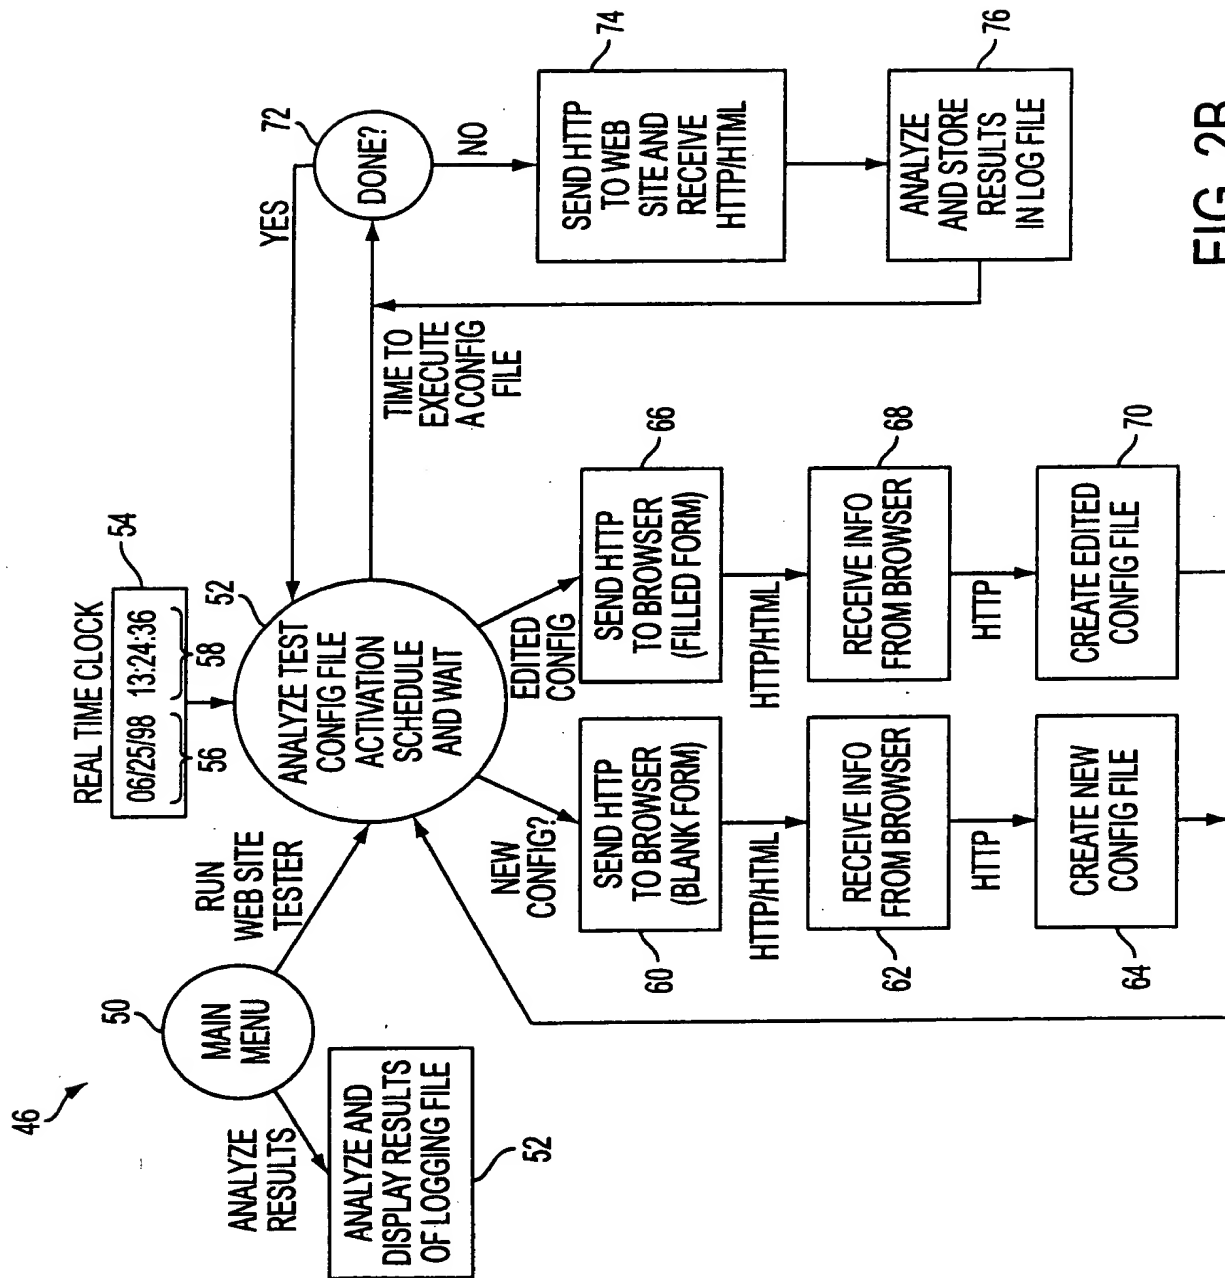 46
50
MAIN
MENU
ANALYZE
RESULTS
ANALYZE AND
DISPLAY RESULTS
OF LOGGING FILE
52
RUN
WEB SITE
TESTER
REAL TIME CLOCK
06/25/98 13:24:36
56
58
54
52
ANALYZE TEST
CONFIG FILE
ACTIVATION
SCHEDULE
AND WAIT
NEW
CONFIG?
SEND HTTP
TO BROWSER
(BLANK FORM)
60
HTTP/HTML
RECEIVE INFO
FROM BROWSER
62
HTTP
CREATE NEW
CONFIG FILE
64
EDITED
CONFIG
SEND HTTP
TO BROWSER
(FILLED FORM)
66
HTTP/HTML
RECEIVE INFO
FROM BROWSER
68
HTTP
CREATE EDITED
CONFIG FILE
70
TIME TO
EXECUTE
A CONFIG
FILE
YES
72
DONE?
NO
SEND HTTP
TO WEB
SITE AND
RECEIVE
HTTP/HTML
74
ANALYZE
AND STORE
RESULTS
IN LOG FILE
76
FIG. 2B